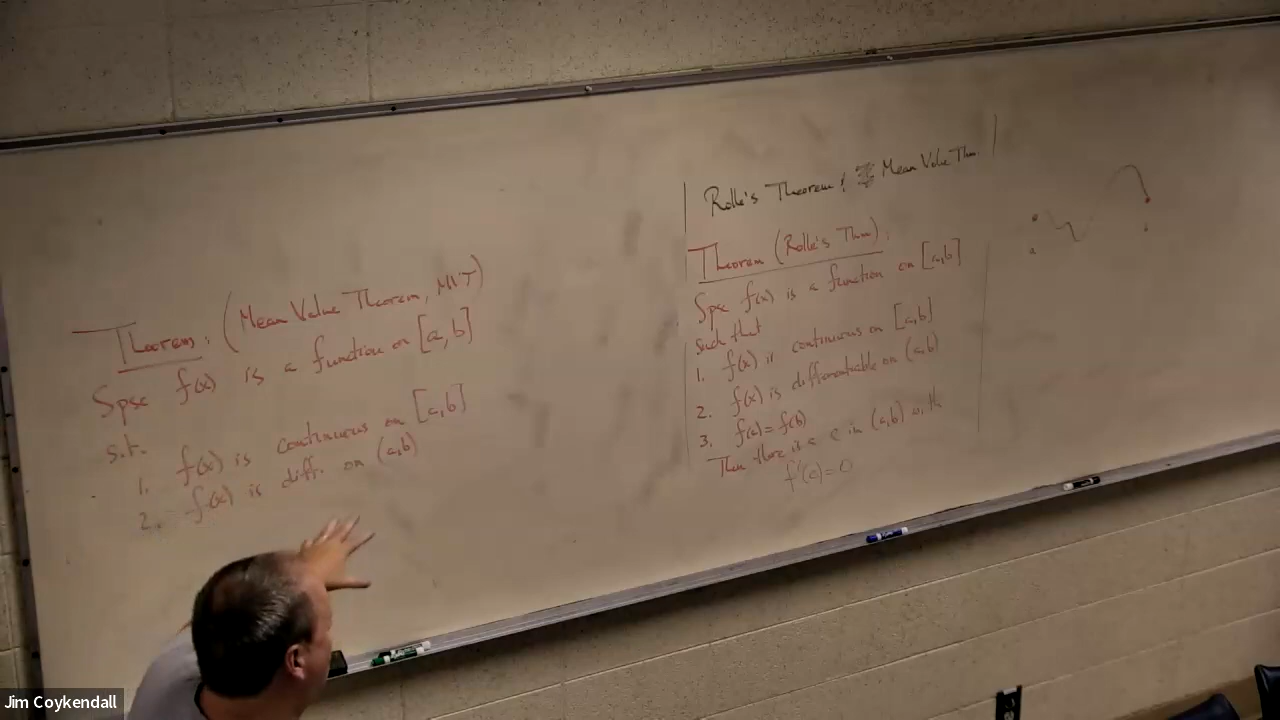 Theorem. (Mean Value Theorem, MVT)
Spse f(x) is a function on [a,b]
s.t.
1. f(x) is continuous on [a,b]
2. f(x) is diff. on (a,b)
Rolle's Theorem & Mean Value Thm.
Theorem (Rolle's Thm).
Spse f(x) is a function on [a,b]
such that
1. f(x) is continuous on [a,b]
2. f(x) is differentiable on (a,b)
3. f(a) = f(b)
Then there is a c in (a,b) with
f'(c)=0
Jim Coykendall